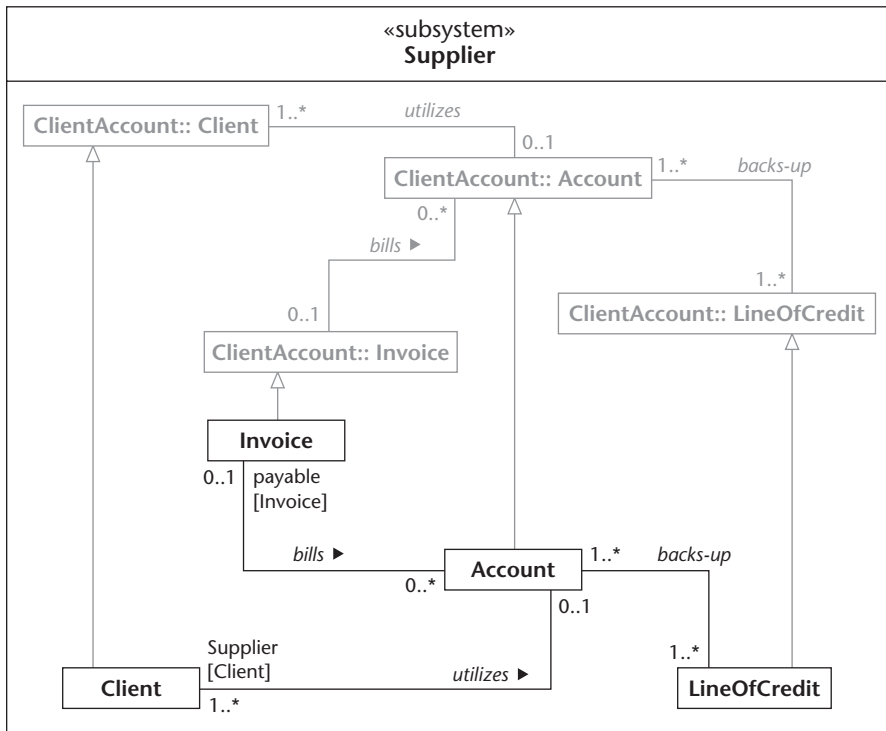 «subsystem»
Supplier
ClientAccount:: Client
1..*
utilizes
0..1
ClientAccount:: Account
1..*
backs-up
0..*
bills ▶
1..*
0..1
ClientAccount:: LineOfCredit
ClientAccount:: Invoice
Invoice
0..1
payable
[Invoice]
bills ▶
0..*
Account
1..*
backs-up
0..1
Supplier
[Client]
1..*
Client
1..*
utilizes ▶
LineOfCredit